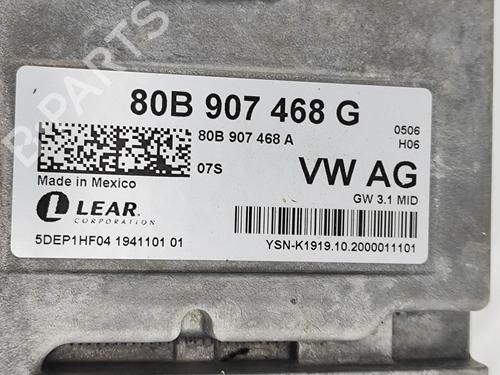 80B 907 468 G
0506
H06
80B 907 468 A
07S
VW AG
Made in Mexico
GW 3.1 MID
LEAR
CORPORATION
5DEP1HF04 1941101 01
YSN-K1919.10.2000011101
B PARTS